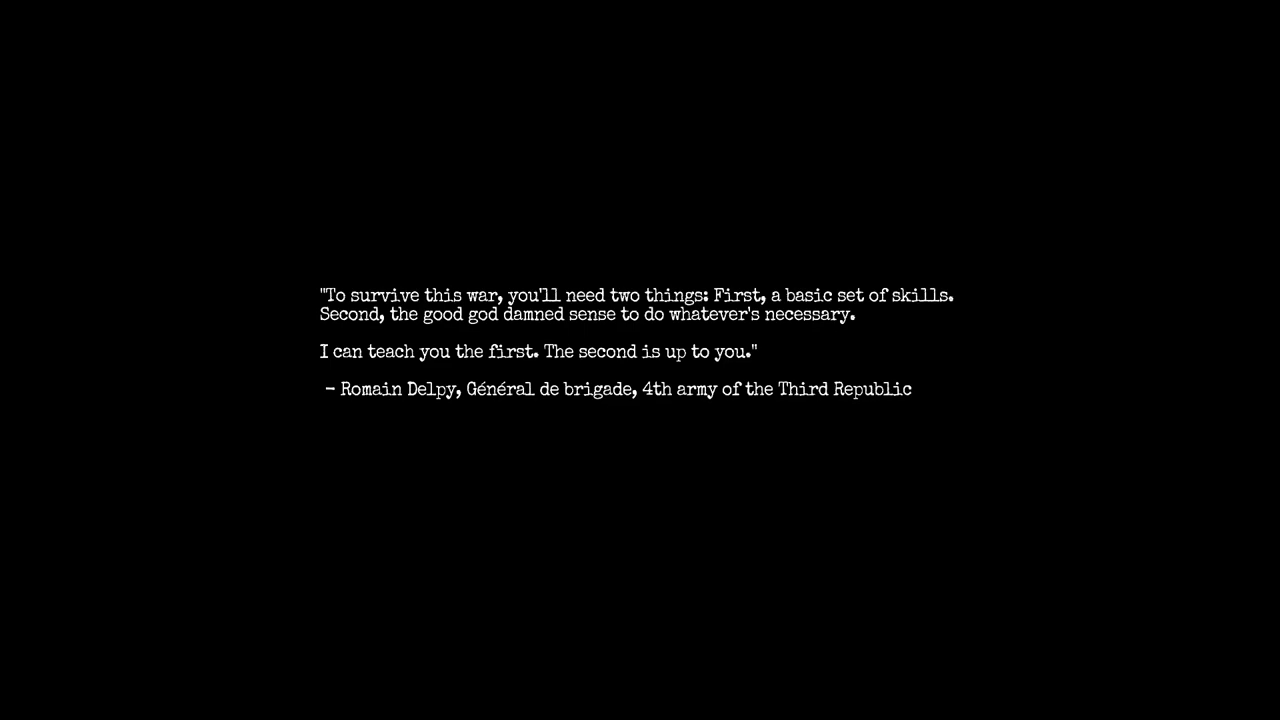 "To survive this war, you'll need two things: First, a basic set of skills.
Second, the good god damned sense to do whatever's necessary.
I can teach you the first. The second is up to you."
– Romain Delpy, Général de brigade, 4th army of the Third Republic